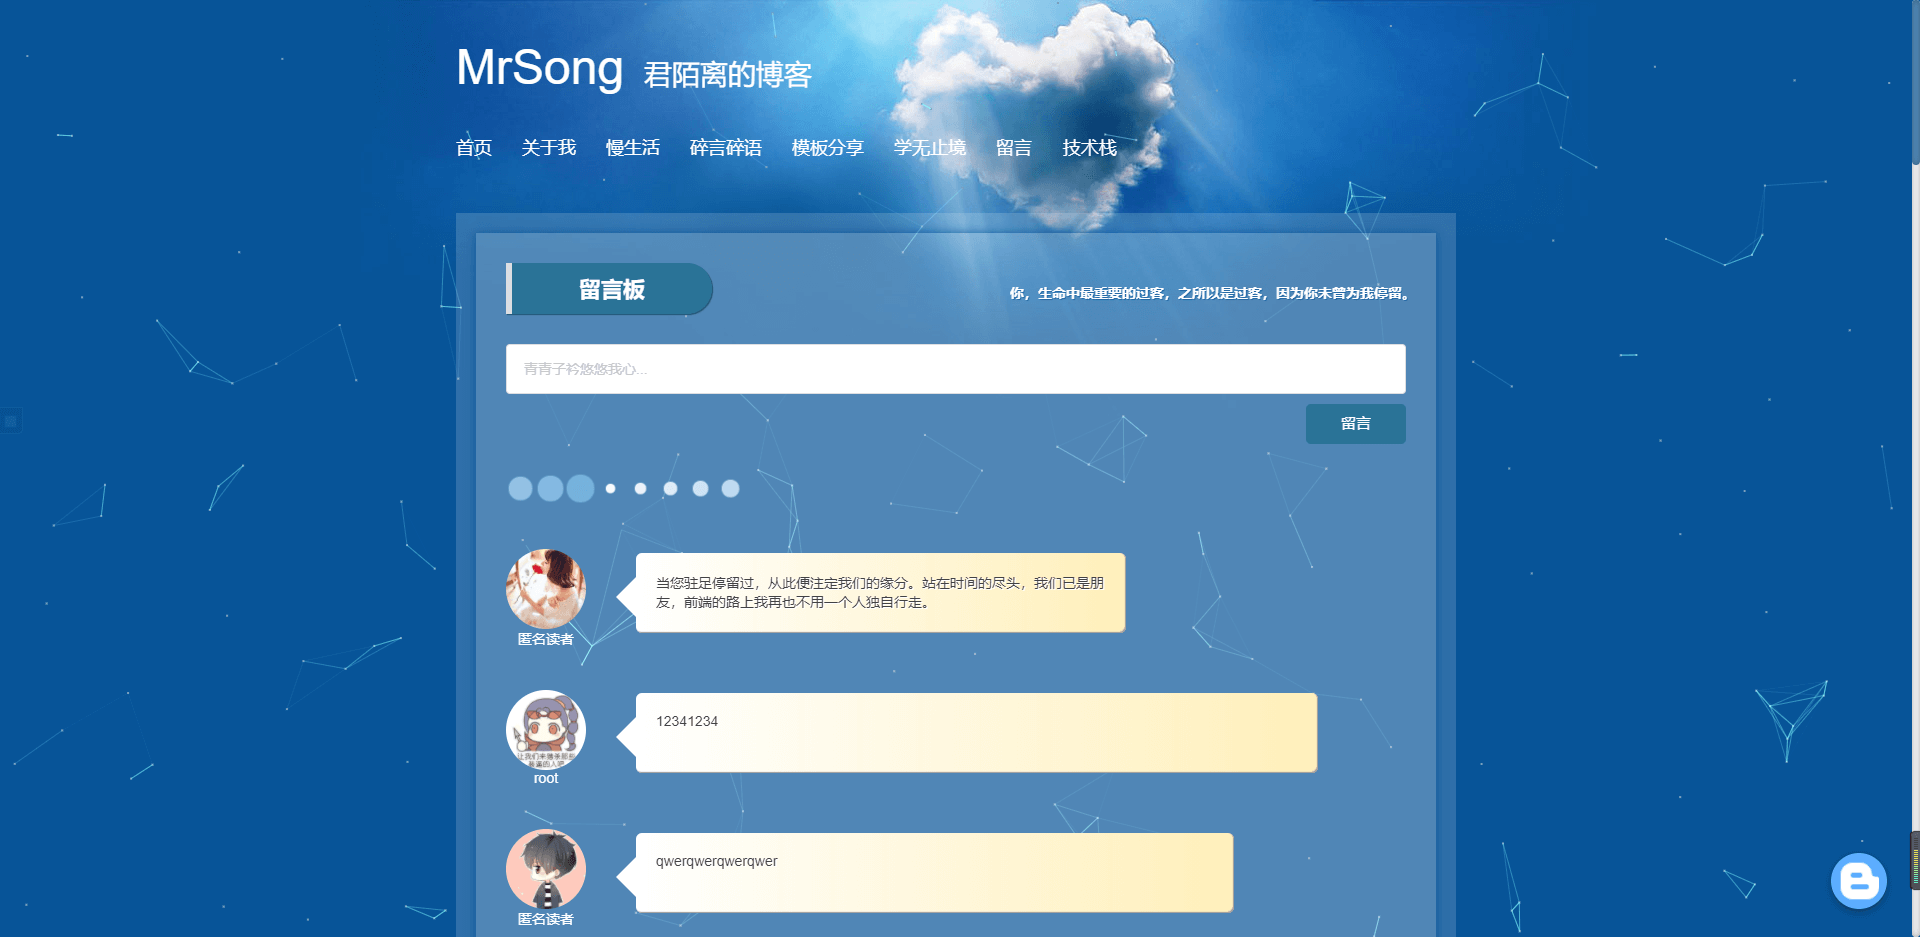 MrSong 君陌离的博客
首页 关于我 慢生活 碎言碎语 模板分享 学无止境 留言 技术栈
留言板
你，生命中最重要的过客，之所以是过客，因为你未曾为我停留。
青青子衿悠悠我心...
留言
当您驻足停留过，从此便注定我们的缘分。站在时间的尽头，我们已是朋
友，前端的路上我再也不用一个人独自行走。
匿名读者
12341234
root
qwerqwerqwerqwer
匿名读者